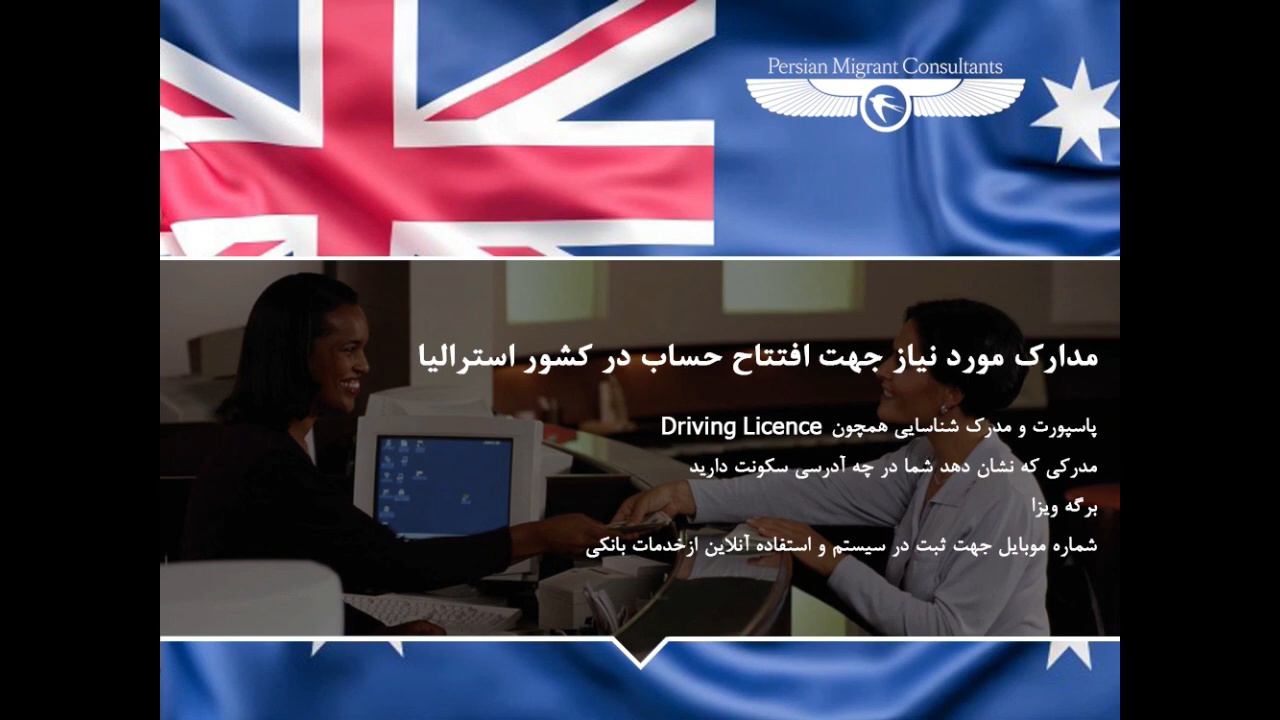 Persian Migrant Consultants
مدارک مورد نیاز جهت افتتاح حساب در کشور استرالیا
پاسپورت و مدرک شناسایی همچون Driving Licence
مدرکی که نشان دهد شما در چه آدرسی سکونت دارید
برگه ویزا
شماره موبایل جهت ثبت در سیستم و استفاده آنلاین ازخدمات بانکی